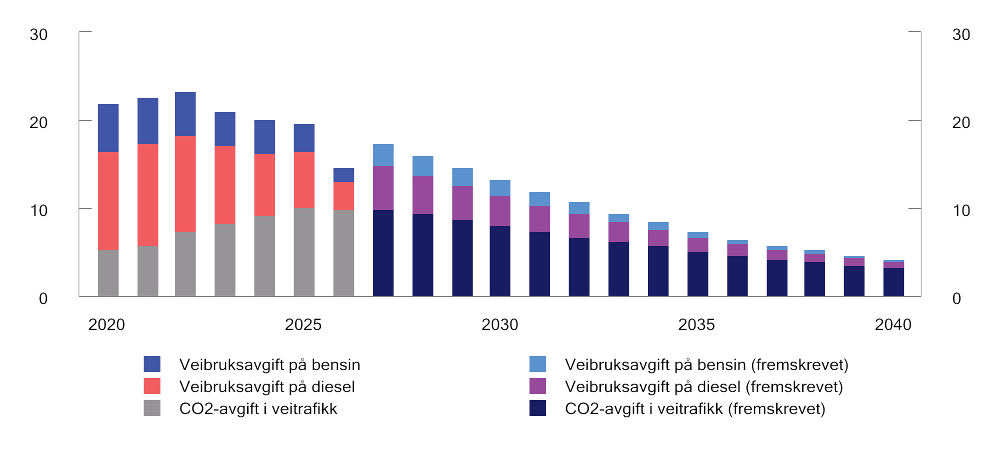 30 30
20 20
10 10
0 0
2020 2025 2030 2035 2040
Veibruksavgift på bensin
Veibruksavgift på diesel
CO2-avgift i veitrafikk
Veibruksavgift på bensin (fremskrevet)
Veibruksavgift på diesel (fremskrevet)
CO2-avgift i veitrafikk (fremskrevet)